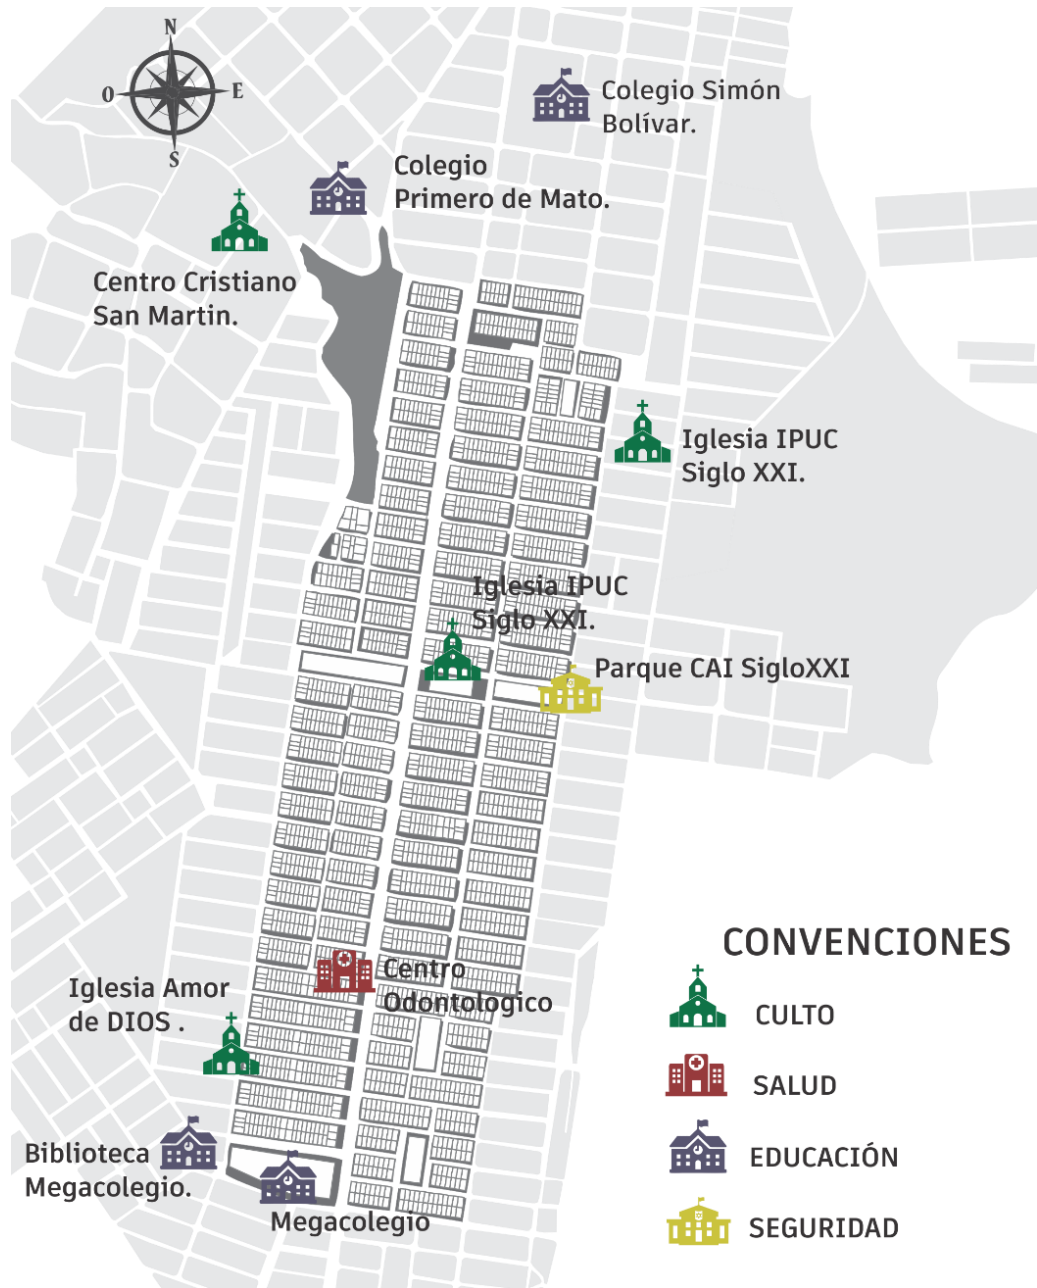 N
O
E
S
Colegio Simón
Bolívar.
Colegio
Primero de Mato.
Centro Cristiano
San Martin.
Iglesia IPUC
Siglo XXI.
Iglesia IPUC
Siglo XXI.
Parque CAI SigloXXI
CONVENCIONES
Centro
Odontologico
Iglesia Amor
de DIOS .
CULTO
SALUD
Biblioteca
Megacolegio.
EDUCACIÓN
Megacolegio
SEGURIDAD